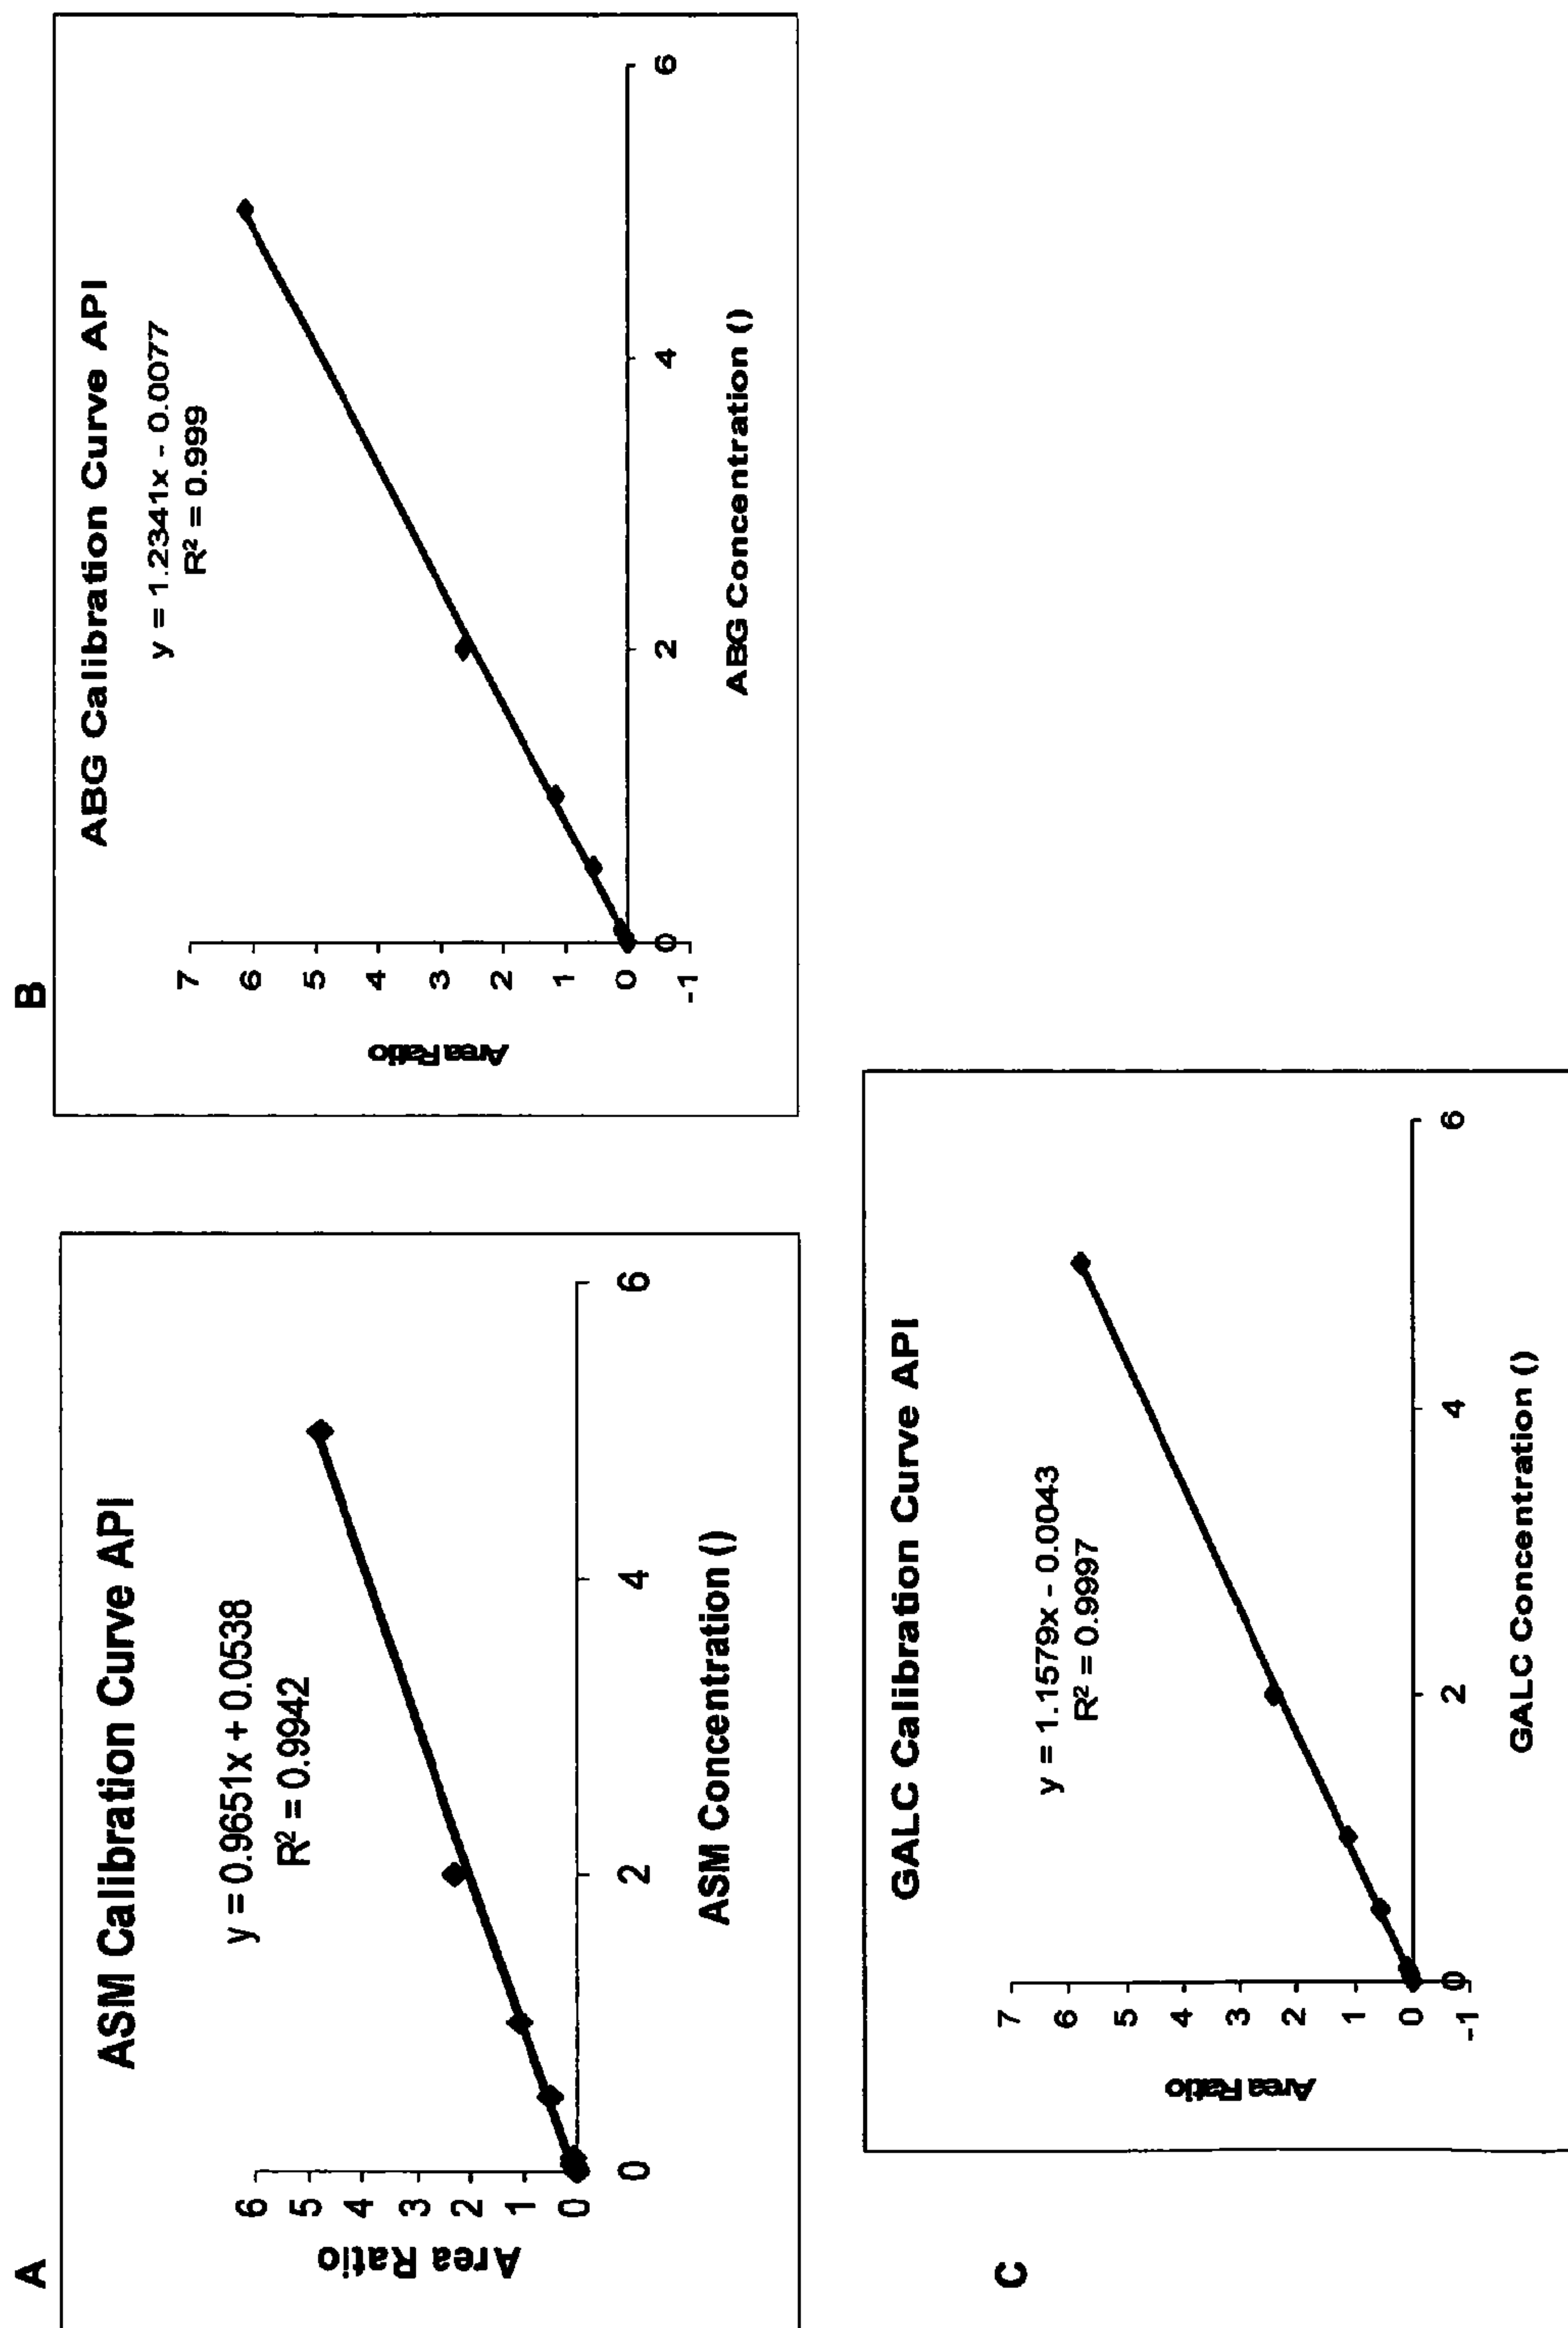 A
ASM Calibration Curve API
y = 0.9651x + 0.0538
R² = 0.9942
Area Ratio
6
5
4
3
2
1
0
0 2 4 6
ASM Concentration ()
B
ABG Calibration Curve API
y = 1.2341x - 0.0077
R² = 0.999
Area Ratio
7
6
5
4
3
2
1
0
-1
0 2 4 6
ABG Concentration ()
C
GALC Calibration Curve API
y = 1.1579x - 0.0043
R² = 0.9997
Area Ratio
7
6
5
4
3
2
1
0
-1
0 2 4 6
GALC Concentration ()